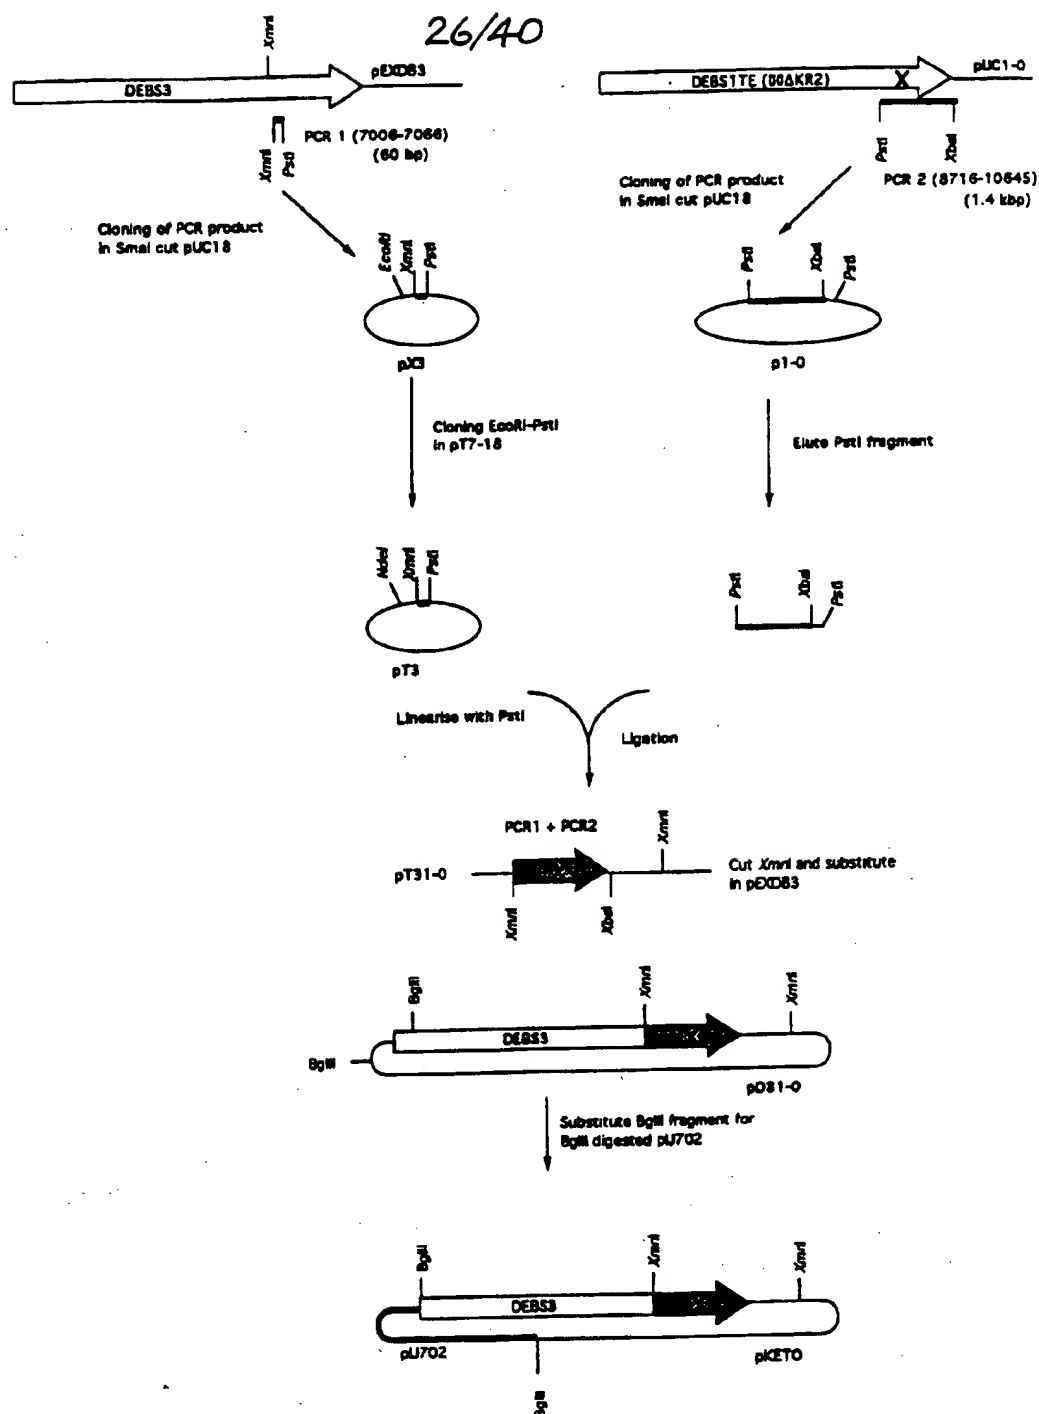 26/40
XmnI
pEXDB3
DEBS3
PCR 1 (7006-7066)
(60 bp)
XmnI
PstI
Cloning of PCR product
in SmaI cut pUC18
pUC1-0
DEBS1TE
X
PstI
XbaI
PCR 2 (8716-10645)
(1.4 kbp)
Cloning of PCR product
in SmaI cut pUC18
EcoRI
XmnI
PstI
pX3
PstI
XbaI
PstI
p1-0
Cloning EcoRI-PstI
in pT7-18
Elute PstI fragment
NdeI
XmnI
PstI
pT3
PstI
XbaI
PstI
Linearise with PstI
Ligation
PCR1 + PCR2
XmnI
pT31-0
XmnI
XbaI
Cut XmnI and substitute
in pEXDB3
BglII
XmnI
XmnI
DEBS3
BglII
pD31-0
Substitute BglII fragment for
BglII digested pIJ702
BglII
XmnI
XmnI
DEBS3
pIJ702
pKETO
BglII